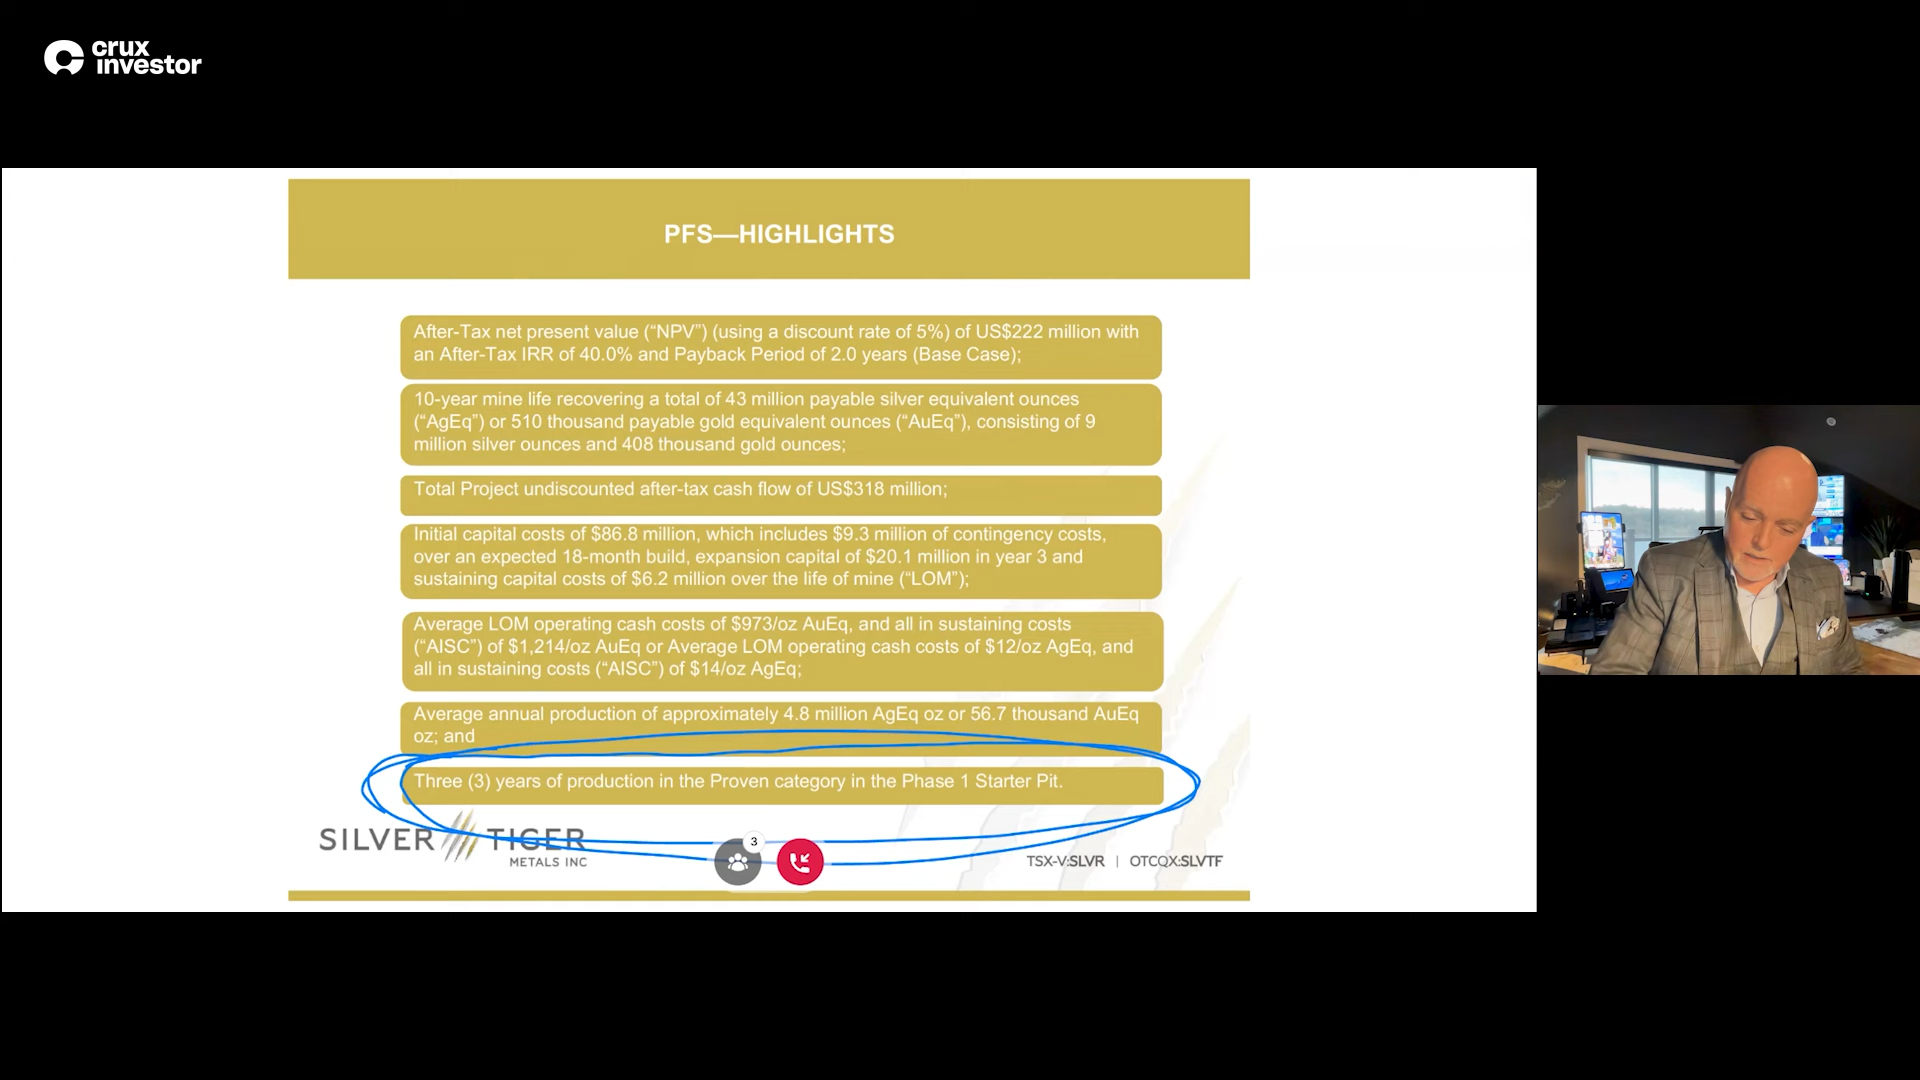 crux
investor
PFS—HIGHLIGHTS
After-Tax net present value (“NPV”) (using a discount rate of 5%) of US$222 million with
an After-Tax IRR of 40.0% and Payback Period of 2.0 years (Base Case);
10-year mine life recovering a total of 43 million payable silver equivalent ounces
(“AgEq”) or 510 thousand payable gold equivalent ounces (“AuEq”), consisting of 9
million silver ounces and 408 thousand gold ounces;
Total Project undiscounted after-tax cash flow of US$318 million;
Initial capital costs of $86.8 million, which includes $9.3 million of contingency costs,
over an expected 18-month build, expansion capital of $20.1 million in year 3 and
sustaining capital costs of $6.2 million over the life of mine (“LOM”);
Average LOM operating cash costs of $973/oz AuEq, and all in sustaining costs
(“AISC”) of $1,214/oz AuEq or Average LOM operating cash costs of $12/oz AgEq, and
all in sustaining costs (“AISC”) of $14/oz AgEq;
Average annual production of approximately 4.8 million AgEq oz or 56.7 thousand AuEq
oz; and
Three (3) years of production in the Proven category in the Phase 1 Starter Pit.
SILVER TIGER
METALS INC
3
TSX-V:SLVR | OTCQX:SLVTF